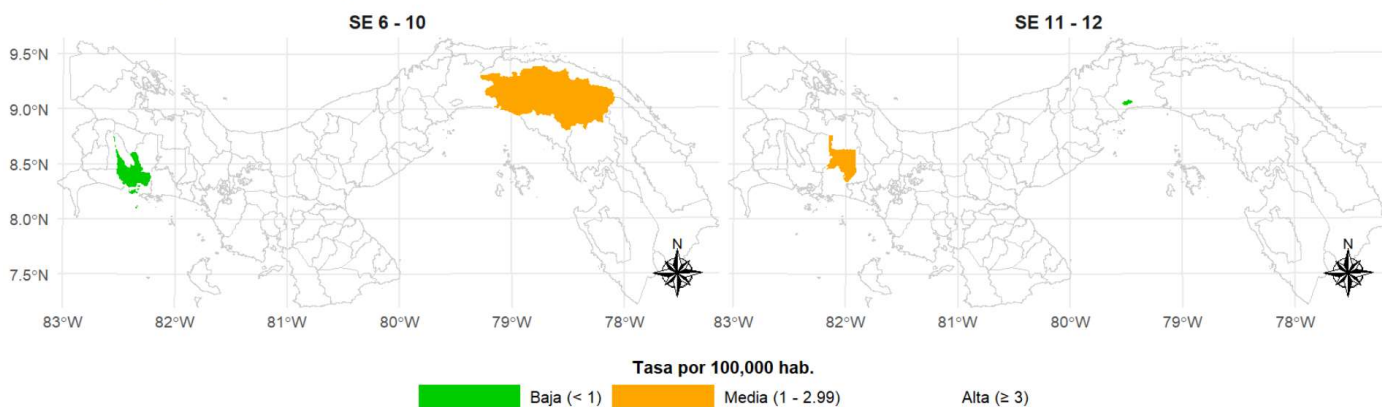 SE 6 - 10
SE 11 - 12
9.5°N
9.0°N
8.5°N
8.0°N
7.5°N
N
N
83°W 82°W 81°W 80°W 79°W 78°W 83°W 82°W 81°W 80°W 79°W 78°W
Tasa por 100,000 hab.
Baja (< 1) Media (1 - 2.99) Alta (≥ 3)